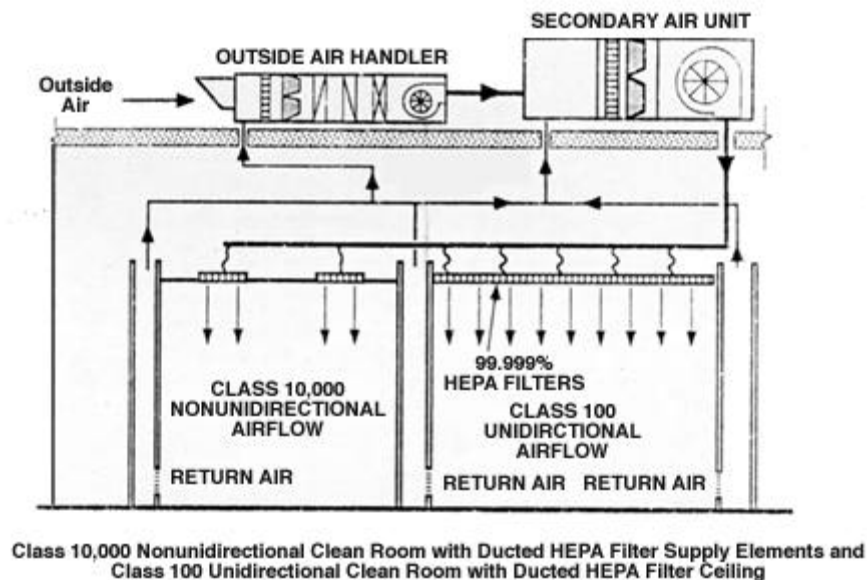 SECONDARY AIR UNIT
OUTSIDE AIR HANDLER
Outside
Air
99.999%
HEPA FILTERS
CLASS 10,000
NONUNIDIRECTIONAL
AIRFLOW
CLASS 100
UNIDIRCTIONAL
AIRFLOW
RETURN AIR
RETURN AIR
RETURN AIR
Class 10,000 Nonunidirectional Clean Room with Ducted HEPA Filter Supply Elements and
Class 100 Unidirectional Clean Room with Ducted HEPA Filter Ceiling